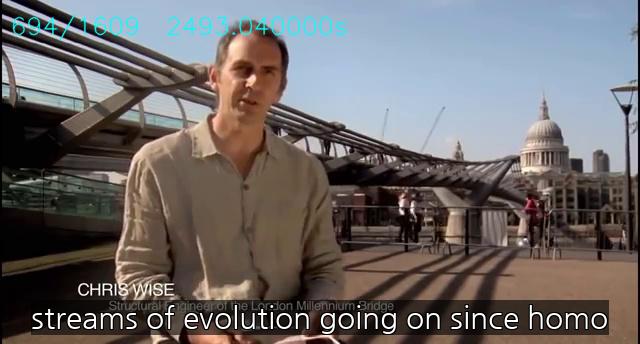 694/1609 2493.040000s
CHRIS WISE
Structural Engineer of the London Millennium Bridge
streams of evolution going on since homo